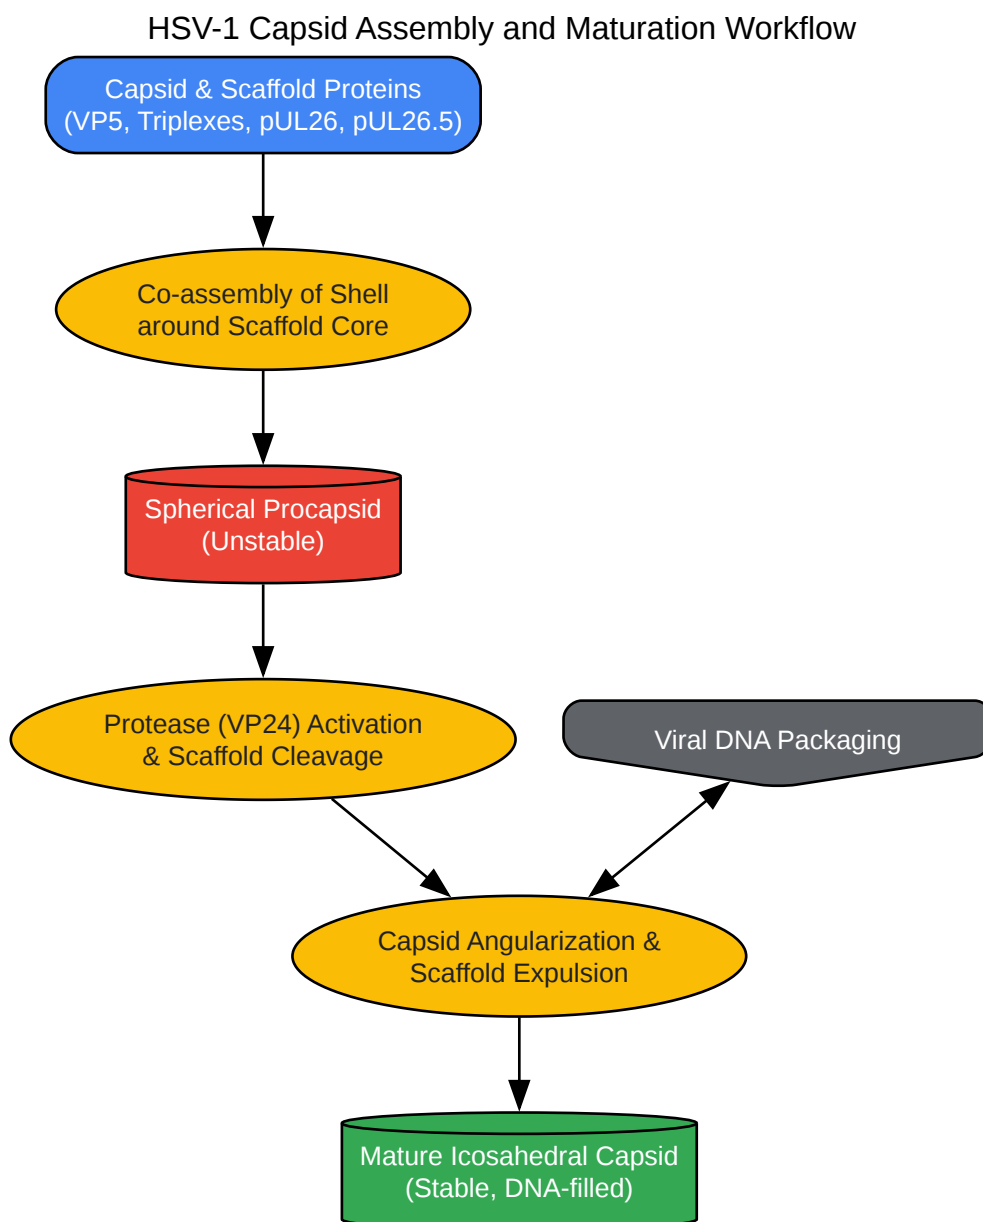 HSV-1 Capsid Assembly and Maturation Workflow
Capsid & Scaffold Proteins
(VP5, Triplexes, pUL26, pUL26.5)
Co-assembly of Shell
around Scaffold Core
Spherical Procapsid
(Unstable)
Protease (VP24) Activation
& Scaffold Cleavage
Viral DNA Packaging
Capsid Angularization &
Scaffold Expulsion
Mature Icosahedral Capsid
(Stable, DNA-filled)